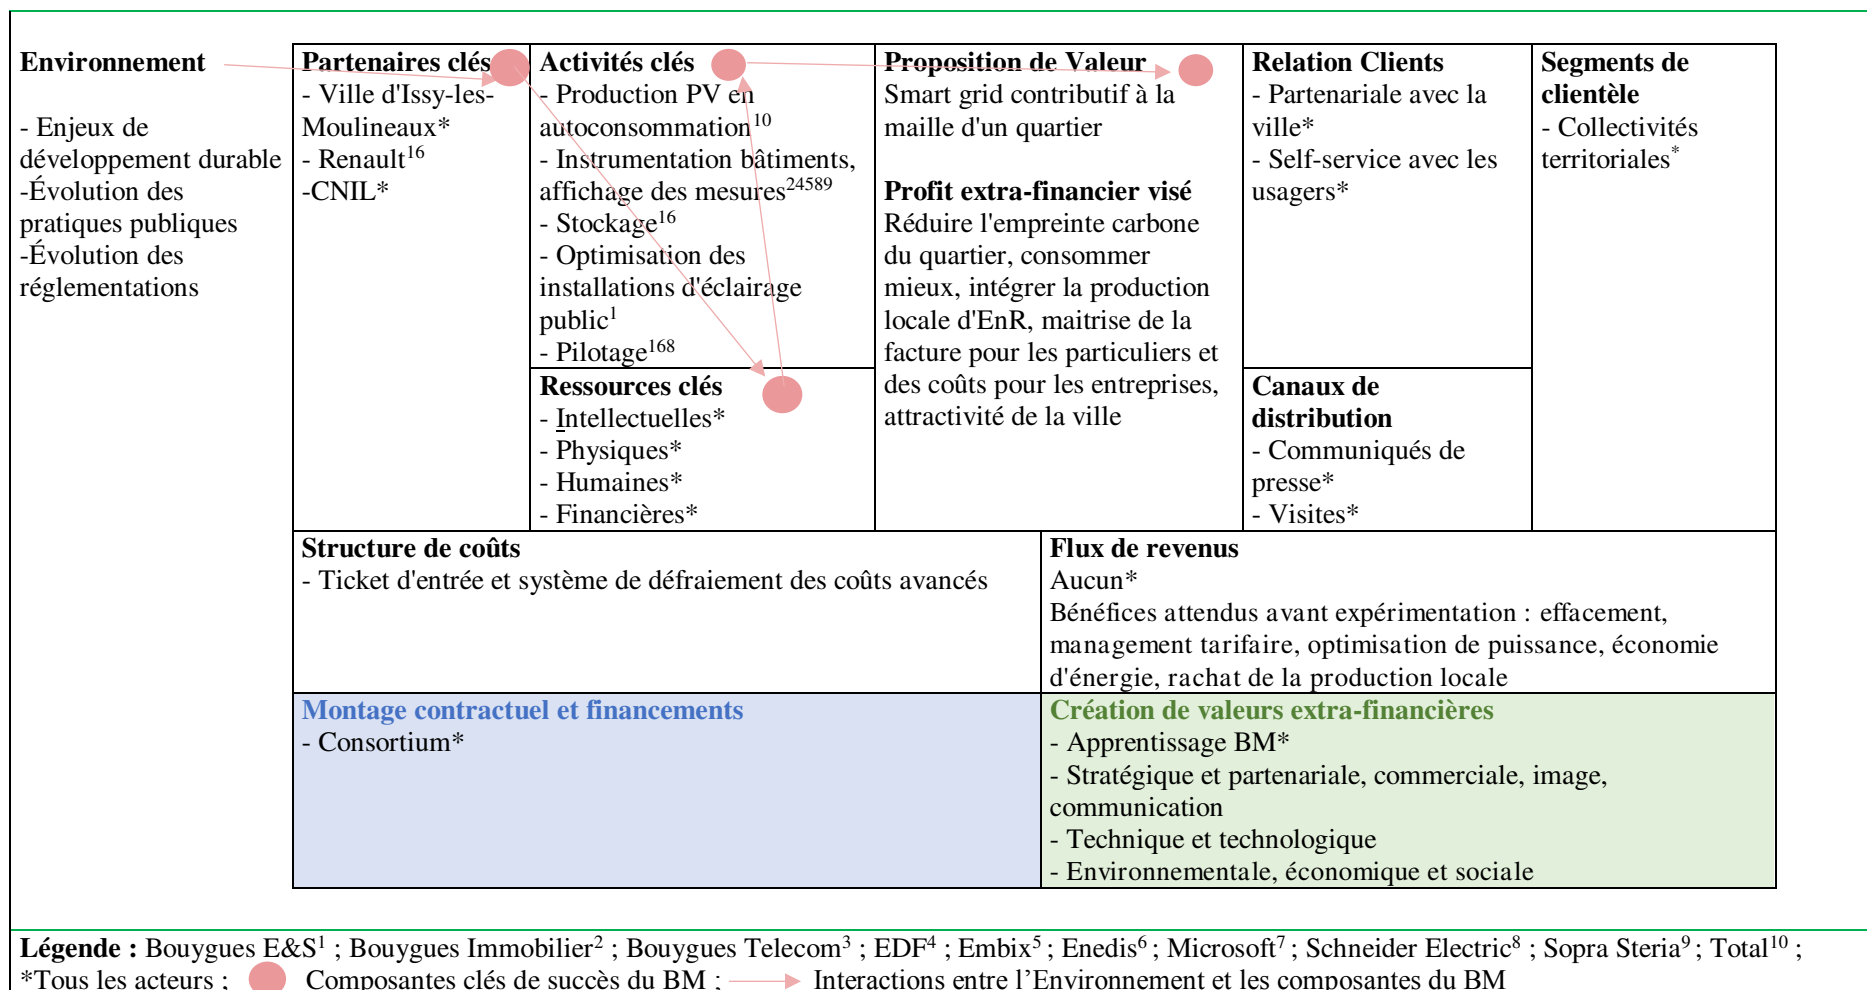 Environnement
- Enjeux de
développement durable
-Évolution des
pratiques publiques
-Évolution des
réglementations
Partenaires clés
- Ville d'Issy-les-
Moulineaux*
- Renault16
-CNIL*
Activités clés
- Production PV en
autoconsommation10
- Instrumentation bâtiments,
affichage des mesures24589
- Stockage16
- Optimisation des
installations d'éclairage
public1
- Pilotage168
Ressources clés
- Intellectuelles*
- Physiques*
- Humaines*
- Financières*
Proposition de Valeur
Smart grid contributif à la
maille d'un quartier
Profit extra-financier visé
Réduire l'empreinte carbone
du quartier, consommer
mieux, intégrer la production
locale d'EnR, maitrise de la
facture pour les particuliers et
des coûts pour les entreprises,
attractivité de la ville
Relation Clients
- Partenariale avec la
ville*
- Self-service avec les
usagers*
Canaux de
distribution
- Communiqués de
presse*
- Visites*
Segments de
clientèle
- Collectivités
territoriales*
Structure de coûts
- Ticket d'entrée et système de défraiement des coûts avancés
Flux de revenus
Aucun*
Bénéfices attendus avant expérimentation : effacement,
management tarifaire, optimisation de puissance, économie
d'énergie, rachat de la production locale
Montage contractuel et financements
- Consortium*
Création de valeurs extra-financières
- Apprentissage BM*
- Stratégique et partenariale, commerciale, image,
communication
- Technique et technologique
- Environnementale, économique et sociale
Légende : Bouygues E&S1 ; Bouygues Immobilier2 ; Bouygues Telecom3 ; EDF4 ; Embix5 ; Enedis6 ; Microsoft7 ; Schneider Electric8 ; Sopra Steria9 ; Total10 ;
*Tous les acteurs ; Composantes clés de succès du BM ; Interactions entre l'Environnement et les composantes du BM